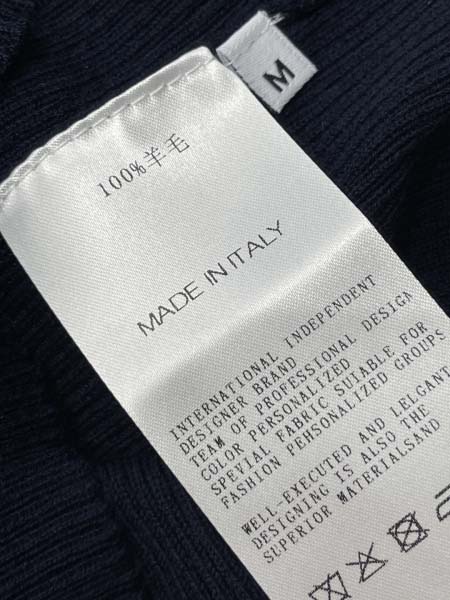 M
100%羊毛
MADE IN ITALY
INTERNATIONAL INDEPENDENT
DESIGNER BRAND
TEAM OF PROFESSIONAL DESIGN
COLOR PERSONALIZED
SPEVIAL FABRIC SUITABLE FOR
FASHION PEHSONALIZED GROUPS
WELL-EXECUTED AND LELGANT
DESIGNING IS ALSO THE
SUPERIOR MATERIALSAND